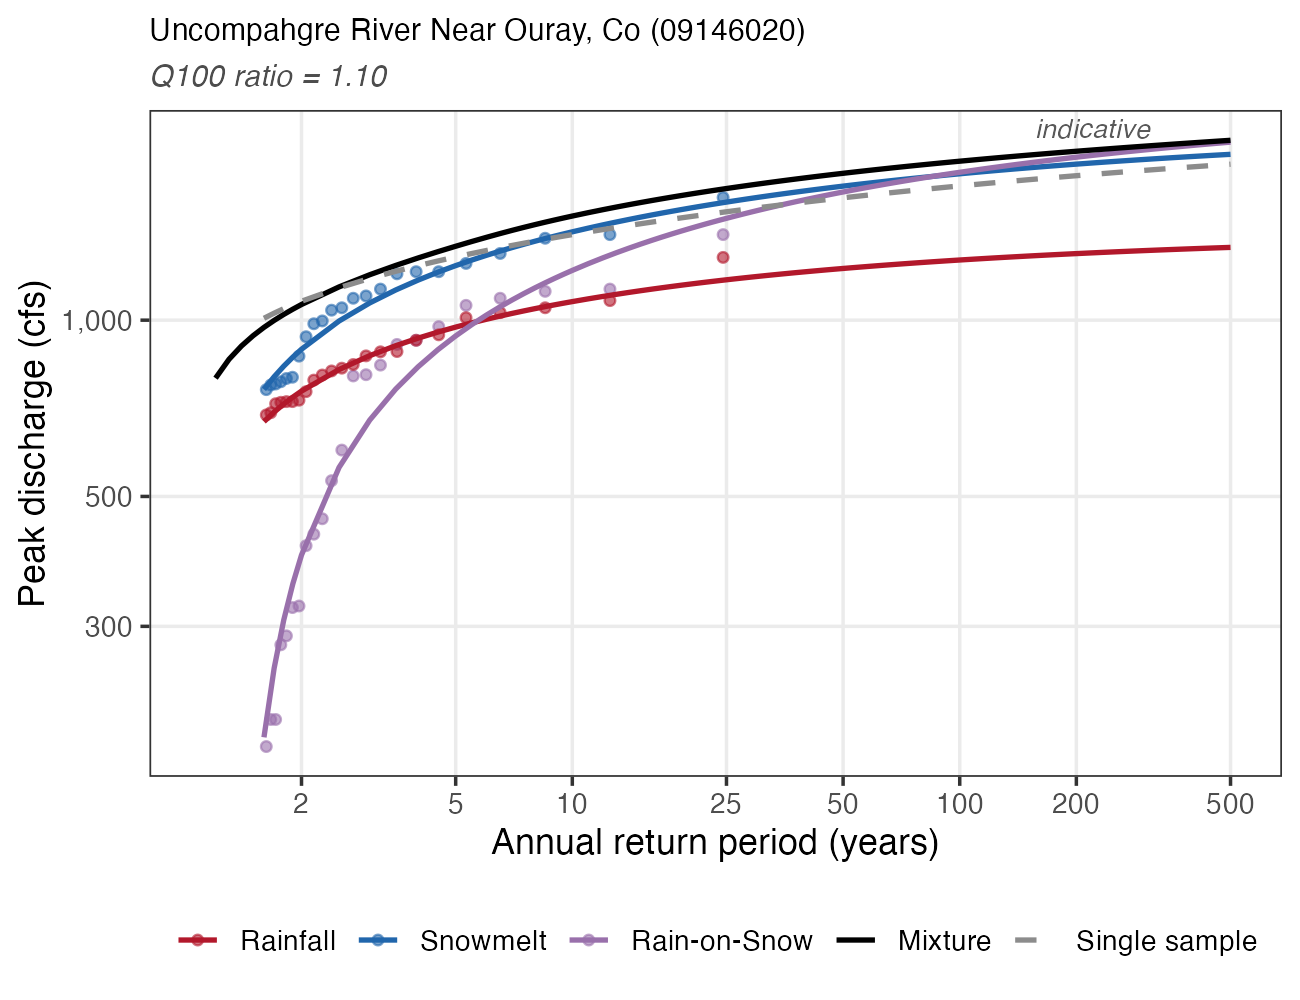 Uncompahgre River Near Ouray, Co (09146020)
Q100 ratio = 1.10
indicative
Peak discharge (cfs)
1,000
500
300
2 5 10 25 50 100 200 500
Annual return period (years)
Rainfall Snowmelt Rain-on-Snow Mixture Single sample